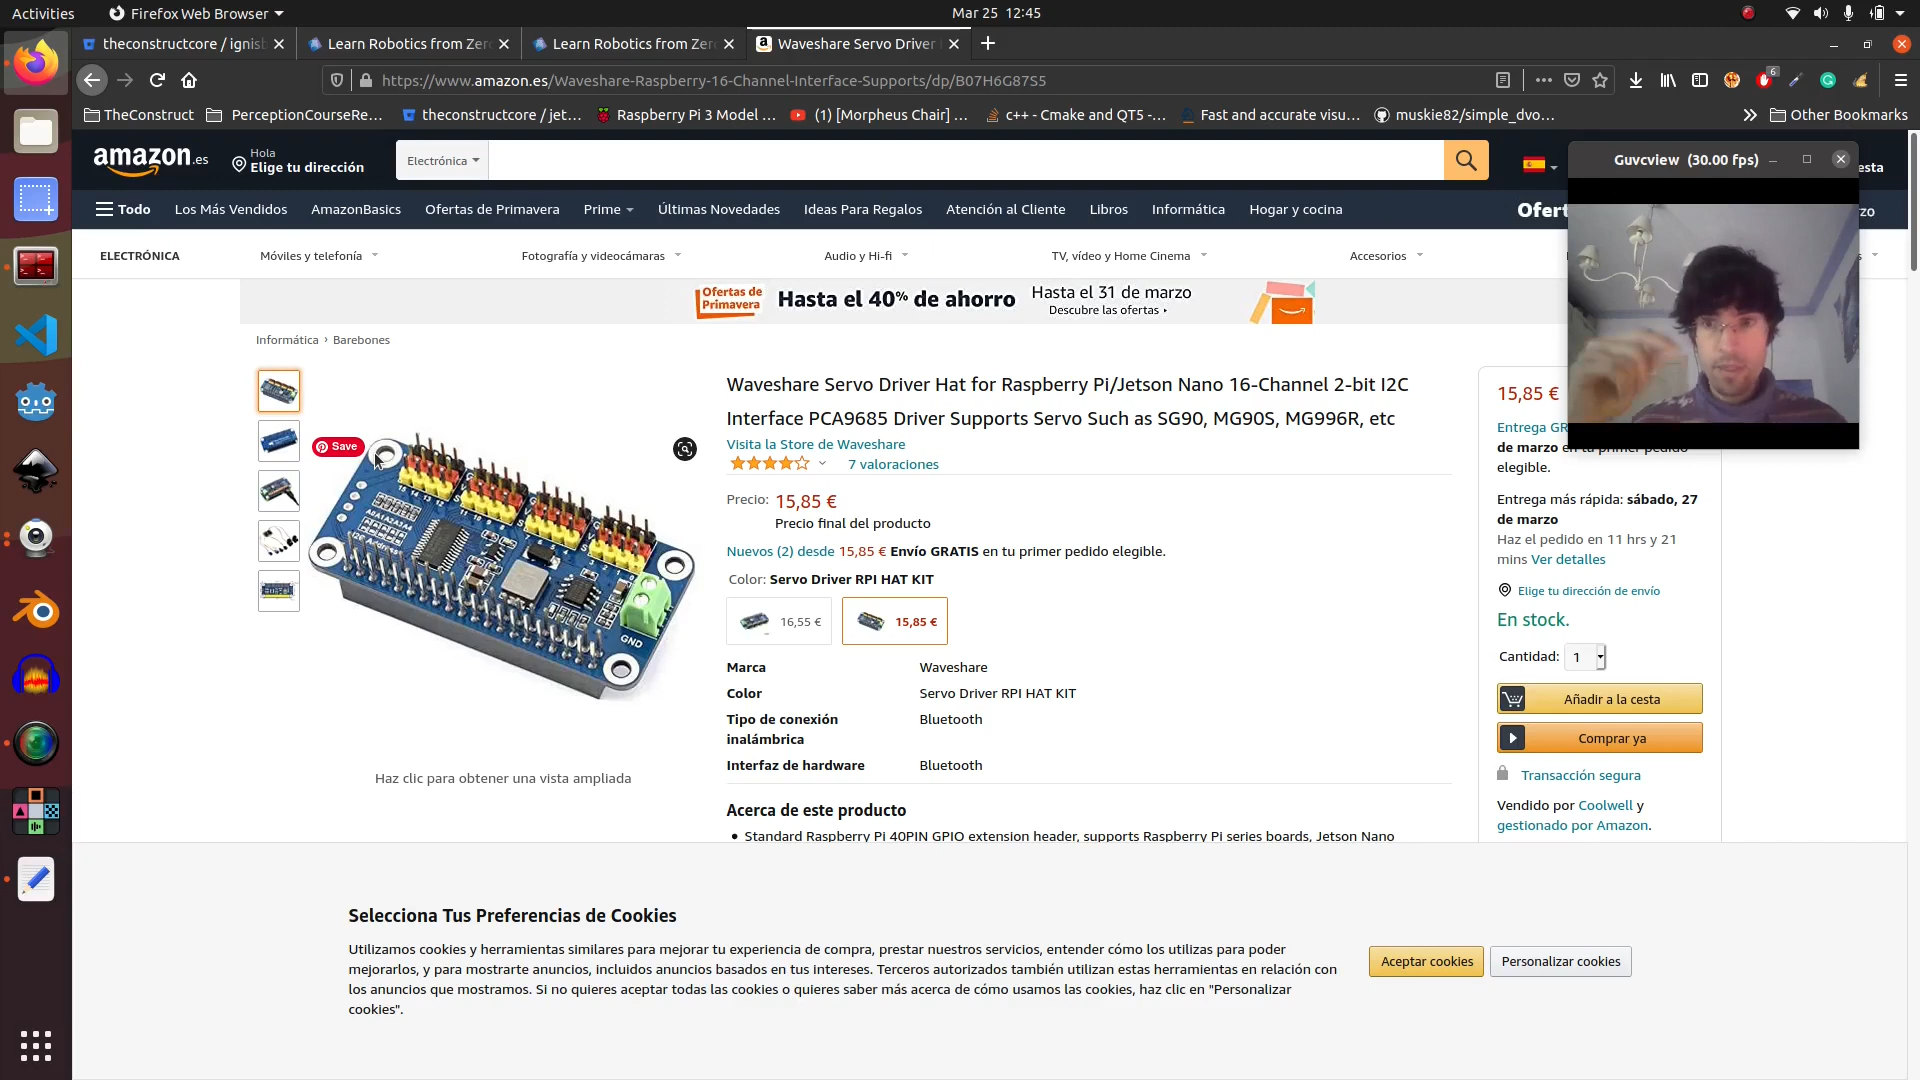 Activities
Firefox Web Browser
Mar 25 12:45
theconstructcore / ignisb
Learn Robotics from Zero
Learn Robotics from Zero
Waveshare Servo Driver
https://www.amazon.es/Waveshare-Raspberry-16-Channel-Interface-Supports/dp/B07H6G87S5
6
TheConstruct
PerceptionCourseRe...
theconstructcore / jet...
Raspberry Pi 3 Model ...
(1) [Morpheus Chair] ...
c++ - Cmake and QT5 -...
Fast and accurate visu...
muskie82/simple_dvo...
Other Bookmarks
amazon.es
Hola
Elige tu dirección
Electrónica
Guvcview (30.00 fps)
esta
Todo
Los Más Vendidos
AmazonBasics
Ofertas de Primavera
Prime
Últimas Novedades
Ideas Para Regalos
Atención al Cliente
Libros
Informática
Hogar y cocina
Ofert
zo
ELECTRÓNICA
Móviles y telefonía
Fotografía y videocámaras
Audio y Hi-fi
TV, vídeo y Home Cinema
Accesorios
s
Ofertas de Primavera
Hasta el 40% de ahorro
Hasta el 31 de marzo
Descubre las ofertas
Informática › Barebones
Save
GND
Haz clic para obtener una vista ampliada
Waveshare Servo Driver Hat for Raspberry Pi/Jetson Nano 16-Channel 2-bit I2C
Interface PCA9685 Driver Supports Servo Such as SG90, MG90S, MG996R, etc
Visita la Store de Waveshare
7 valoraciones
Precio: 15,85 €
Precio final del producto
Nuevos (2) desde 15,85 € Envío GRATIS en tu primer pedido elegible.
Color: Servo Driver RPI HAT KIT
16,55 €
15,85 €
Marca Waveshare
Color Servo Driver RPI HAT KIT
Tipo de conexión inalámbrica Bluetooth
Interfaz de hardware Bluetooth
Acerca de este producto
• Standard Raspberry Pi 40PIN GPIO extension header, supports Raspberry Pi series boards, Jetson Nano
15,85 €
Entrega GR
de marzo en tu primer pedido
elegible.
Entrega más rápida: sábado, 27
de marzo
Haz el pedido en 11 hrs y 21
mins Ver detalles
Elige tu dirección de envío
En stock.
Cantidad: 1
Añadir a la cesta
Comprar ya
Transacción segura
Vendido por Coolwell y
gestionado por Amazon.
Selecciona Tus Preferencias de Cookies
Utilizamos cookies y herramientas similares para mejorar tu experiencia de compra, prestar nuestros servicios, entender cómo los utilizas para poder
mejorarlos, y para mostrarte anuncios, incluidos anuncios basados en tus intereses. Terceros autorizados también utilizan estas herramientas en relación con
los anuncios que mostramos. Si no quieres aceptar todas las cookies o quieres saber más acerca de cómo usamos las cookies, haz clic en "Personalizar
cookies".
Aceptar cookies
Personalizar cookies